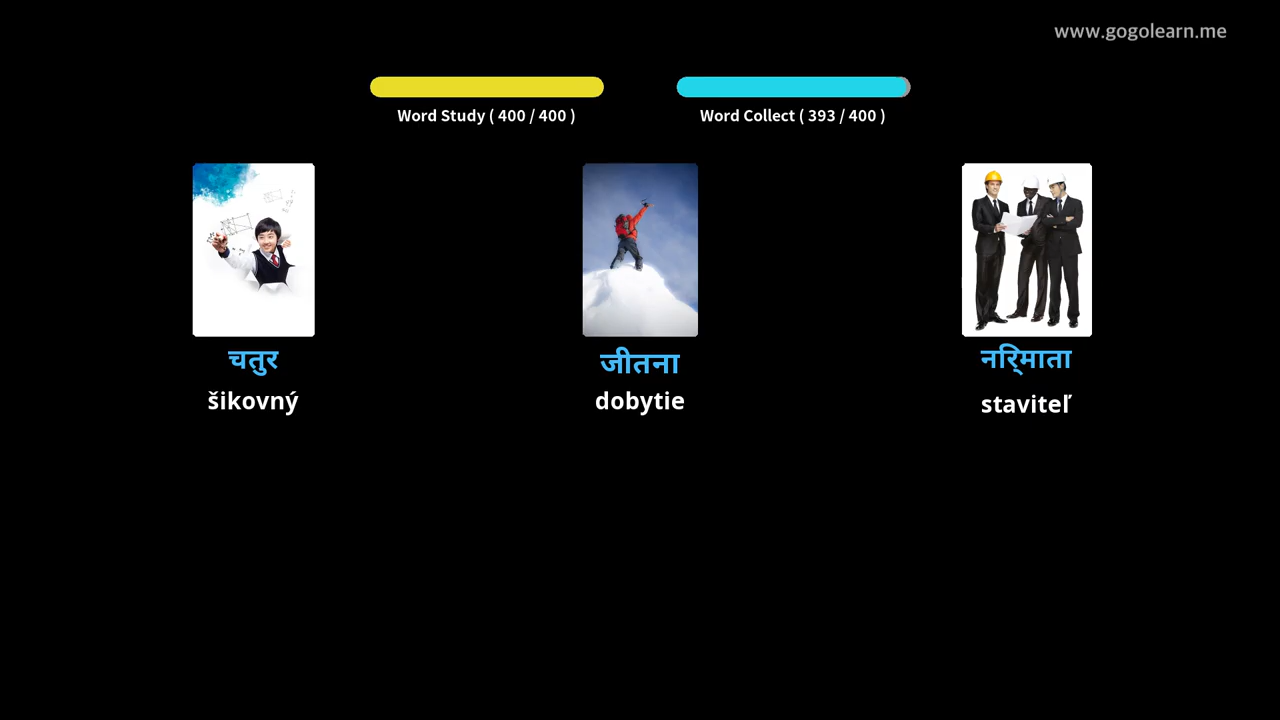 www.gogolearn.me
Word Study ( 400 / 400 )
Word Collect ( 393 / 400 )
चतुर
जीतना
नरि्माता
šikovný
dobytie
staviteľ